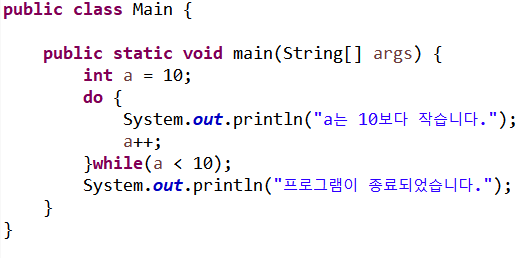 public class Main {
public static void main(String[] args) {
int a = 10;
do {
System.out.println("a는 10보다 작습니다.");
a++;
}while(a < 10);
System.out.println("프로그램이 종료되었습니다.");
}
}